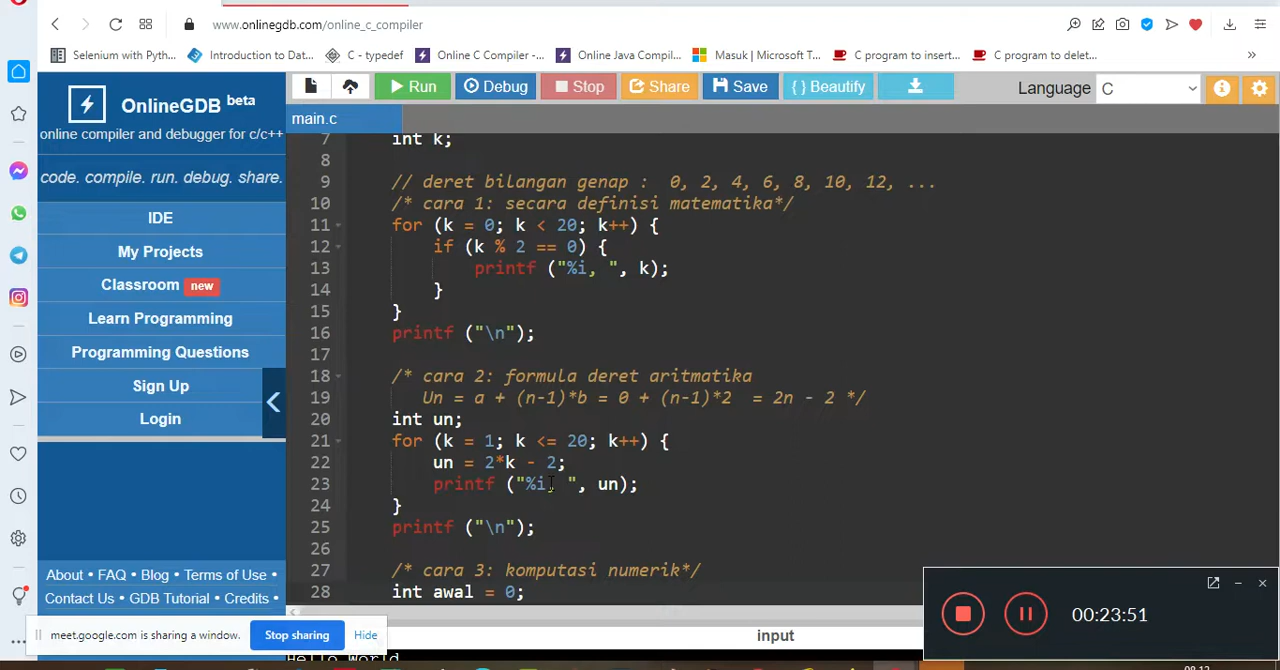 www.onlinegdb.com/online_c_compiler
Selenium with Pyth... Introduction to Dat... C - typedef Online C Compiler -... Online Java Compil... Masuk | Microsoft T... C program to insert... C program to delet... »
OnlineGDB beta
online compiler and debugger for c/c++
code. compile. run. debug. share.
IDE
My Projects
Classroom new
Learn Programming
Programming Questions
Sign Up
Login
About • FAQ • Blog • Terms of Use •
Contact Us • GDB Tutorial • Credits •
Run Debug Stop Share Save { } Beautify Language C
main.c
7 int k;
8
9 // deret bilangan genap : 0, 2, 4, 6, 8, 10, 12, ...
10 /* cara 1: secara definisi matematika*/
11 for (k = 0; k < 20; k++) {
12 if (k % 2 == 0) {
13 printf ("%i, ", k);
14 }
15 }
16 printf ("\n");
17
18 /* cara 2: formula deret aritmatika
19 Un = a + (n-1)*b = 0 + (n-1)*2 = 2n - 2 */
20 int un;
21 for (k = 1; k <= 20; k++) {
22 un = 2*k - 2;
23 printf ("%i, ", un);
24 }
25 printf ("\n");
26
27 /* cara 3: komputasi numerik*/
28 int awal = 0;
input
Hello World
meet.google.com is sharing a window. Stop sharing Hide
00:23:51
08.12